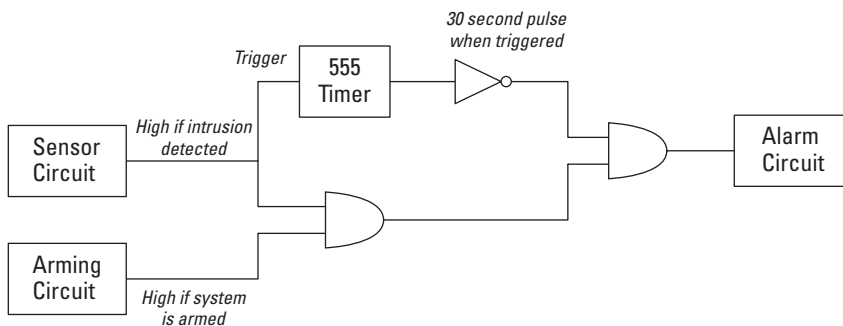 30 second pulse
when triggered
Trigger
555
Timer
High if intrusion
detected
Sensor
Circuit
Alarm
Circuit
Arming
Circuit
High if system
is armed